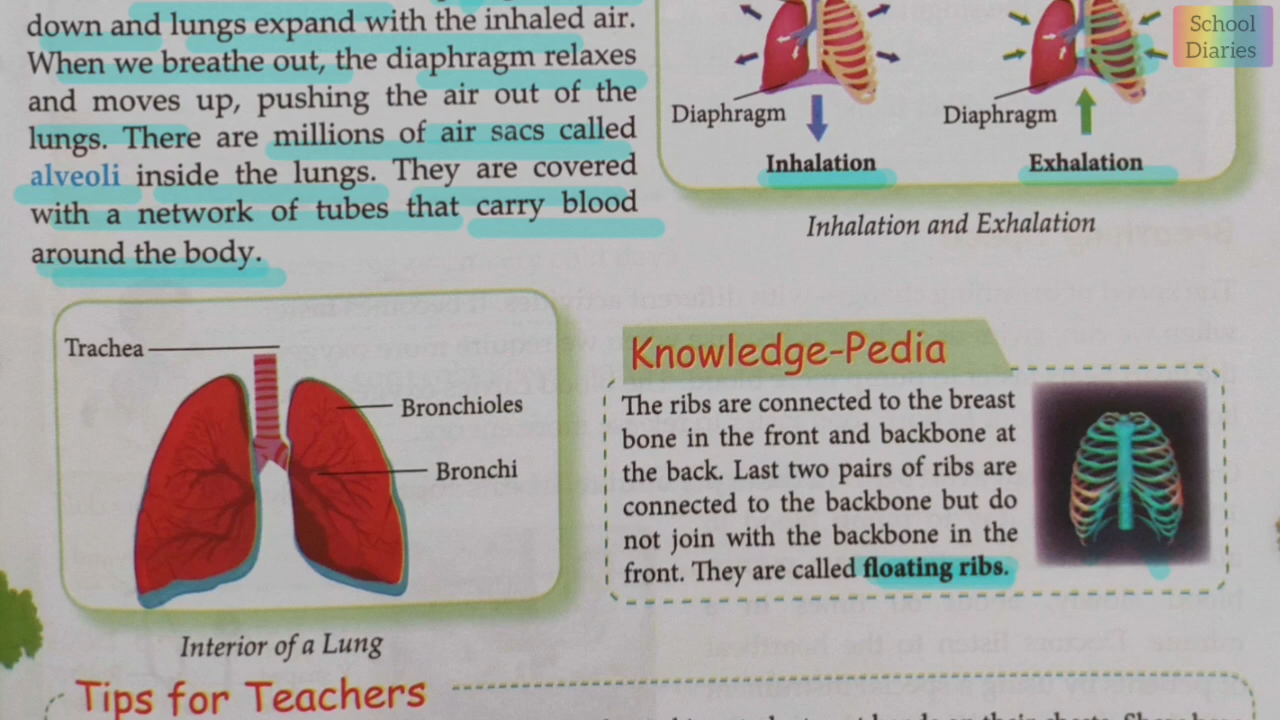 down and lungs expand with the inhaled air.
When we breathe out, the diaphragm relaxes
and moves up, pushing the air out of the
lungs. There are millions of air sacs called
alveoli inside the lungs. They are covered
with a network of tubes that carry blood
around the body.
Diaphragm
Inhalation
Diaphragm
Exhalation
Inhalation and Exhalation
School
Diaries
Trachea
Bronchioles
Bronchi
Interior of a Lung
Knowledge-Pedia
The ribs are connected to the breast
bone in the front and backbone at
the back. Last two pairs of ribs are
connected to the backbone but do
not join with the backbone in the
front. They are called floating ribs.
Tips for Teachers